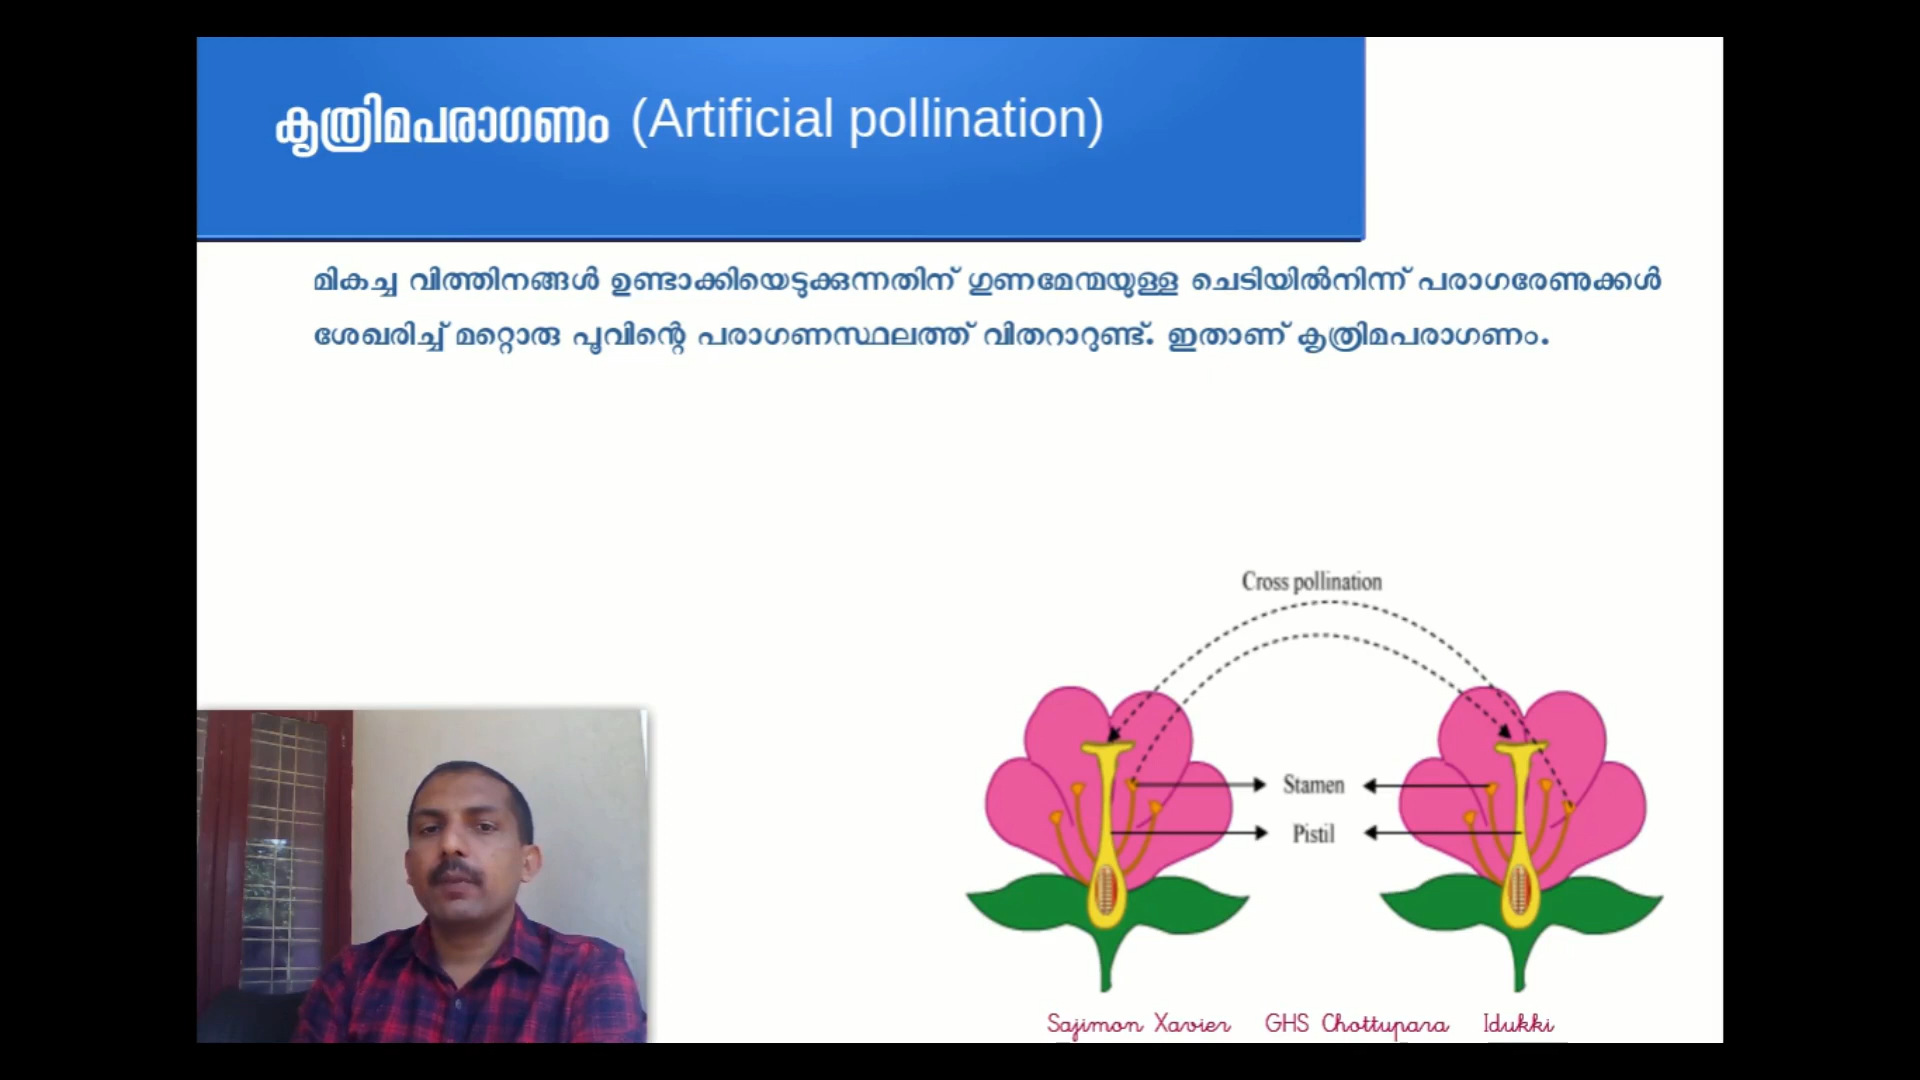 കൃത്രിമപരാഗണം (Artificial pollination)
മികച്ച വിത്തിനങ്ങൾ ഉണ്ടാക്കിയെടുക്കുന്നതിന് ഗുണമേന്മയുള്ള ചെടിയിൽനിന്ന് പരാഗരേണുക്കൾ
ശേഖരിച്ച് മറ്റൊരു പൂവിന്റെ പരാഗണസ്ഥലത്ത് വിതറാറുണ്ട്. ഇതാണ് കൃത്രിമപരാഗണം.
Cross pollination
Stamen
Pistil
Sajimon Xavier GHS Chottupara Idukki